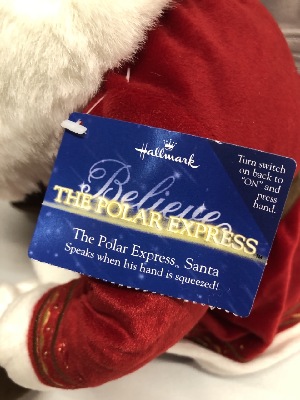 Hallmark
Turn switch
on back to
"ON" and
press
hand.
Believe
THE POLAR EXPRESS
The Polar Express™ Santa
Speaks when his hand is squeezed!